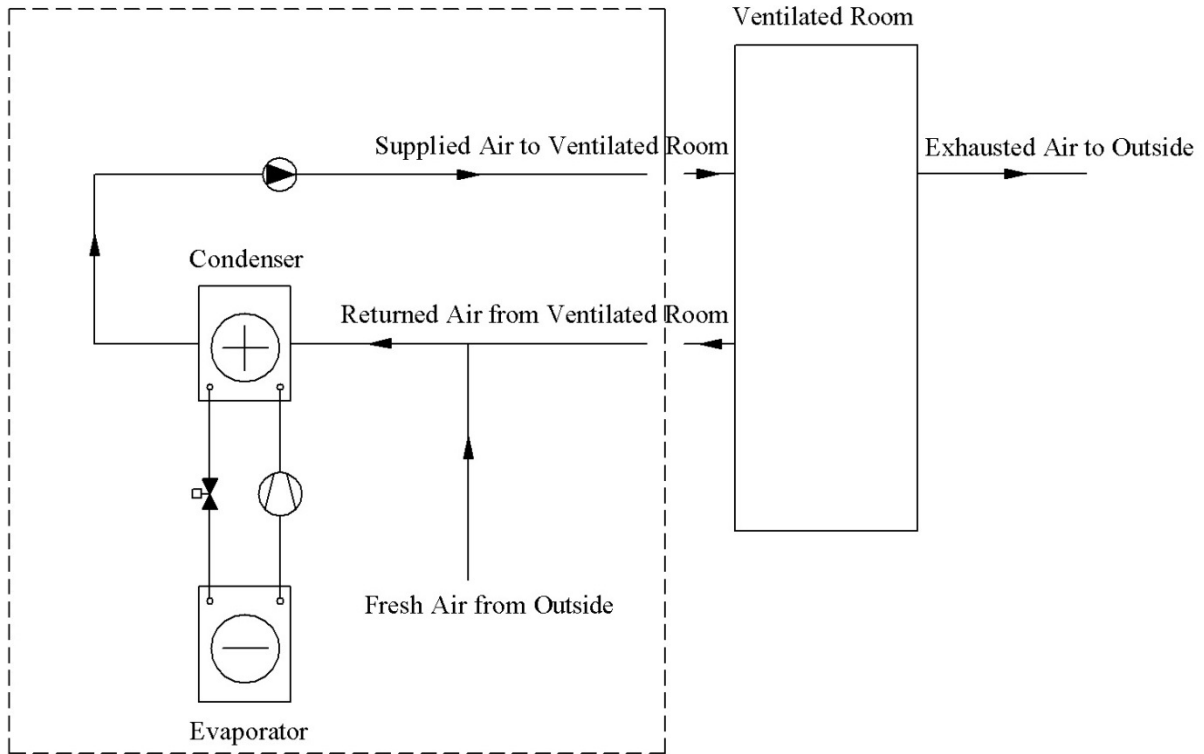 Ventilated Room
Supplied Air to Ventilated Room
Exhausted Air to Outside
Condenser
Returned Air from Ventilated Room
Fresh Air from Outside
Evaporator